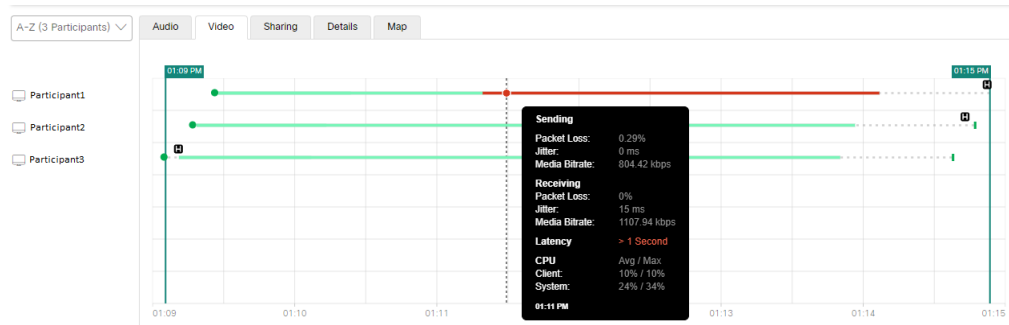 A-Z (3 Participants)
Audio Video Sharing Details Map
01:09 PM 01:15 PM
Participant1 H
Participant2 H
Participant3 H
Sending
Packet Loss: 0.29%
Jitter: 0 ms
Media Bitrate: 804.42 kbps
Receiving
Packet Loss: 0%
Jitter: 15 ms
Media Bitrate: 1107.94 kbps
Latency > 1 Second
CPU Avg / Max
Client: 10% / 10%
System: 24% / 34%
01:11 PM
01:09 01:10 01:11 01:13 01:14 01:15